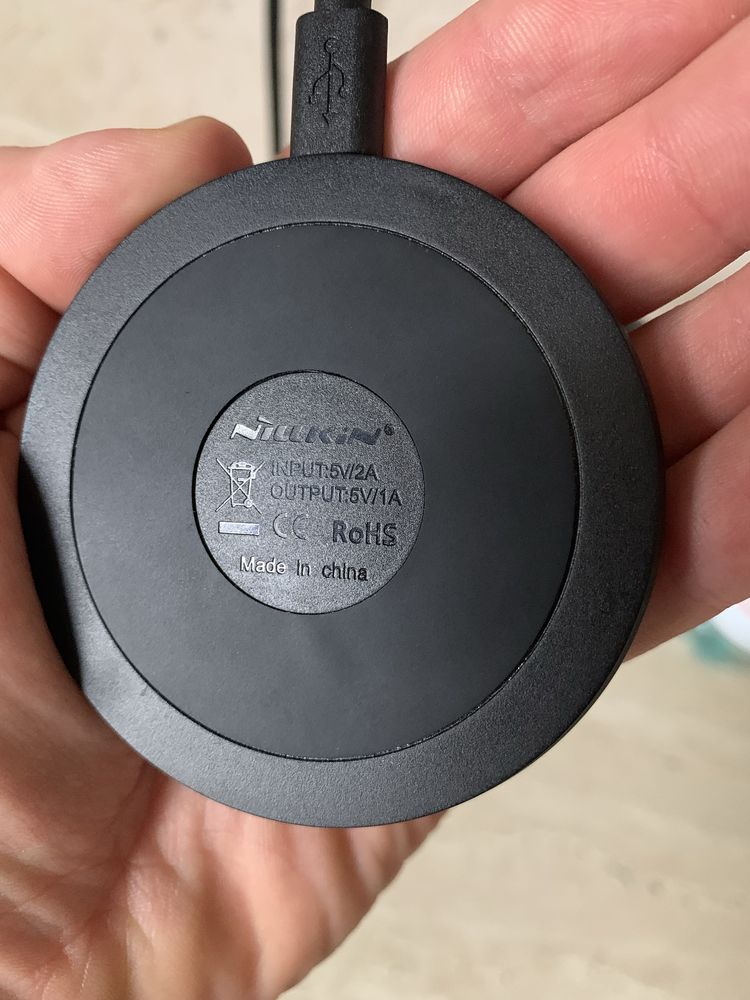 NILLKIN®
INPUT:5V/2A
OUTPUT:5V/1A
CE RoHS
Made in china